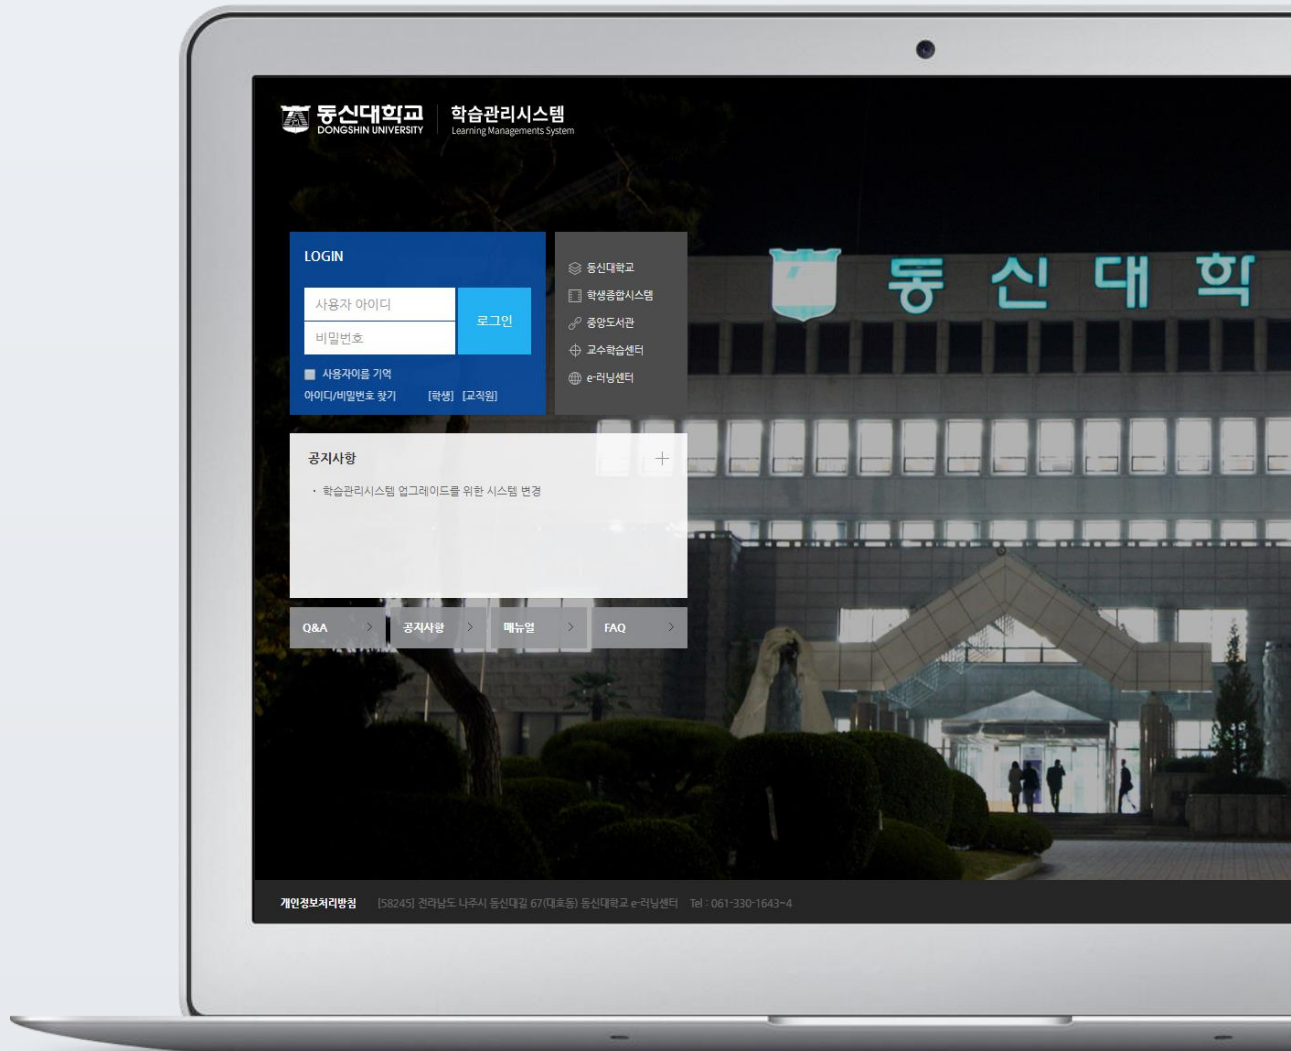 동신대학교
DONGSHIN UNIVERSITY
학습관리시스템
Learning Managements System
LOGIN
사용자 아이디
비밀번호
로그인
사용자이름 기억
아이디/비밀번호 찾기 [학생] [교직원]
동신대학교
학생종합시스템
중앙도서관
교수학습센터
e-러닝센터
동 신 대 학
공지사항
· 학습관리시스템 업그레이드를 위한 시스템 변경
Q&A
공지사항
매뉴얼
FAQ
개인정보처리방침 [58245] 전라남도 나주시 동신대길 67(대호동) 동신대학교 e-러닝센터 Tel : 061-330-1643~4